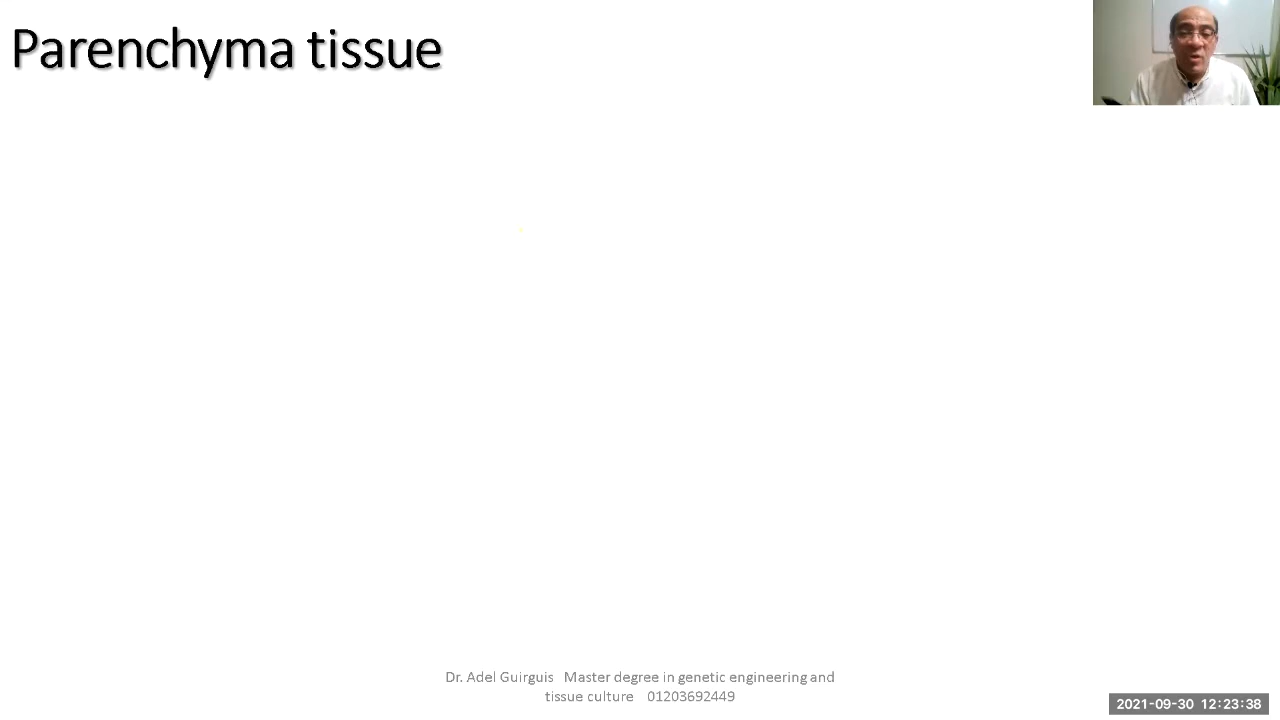 Parenchyma tissue
Dr. Adel Guirguis Master degree in genetic engineering and
tissue culture 01203692449
2021-09-30 12:23:38